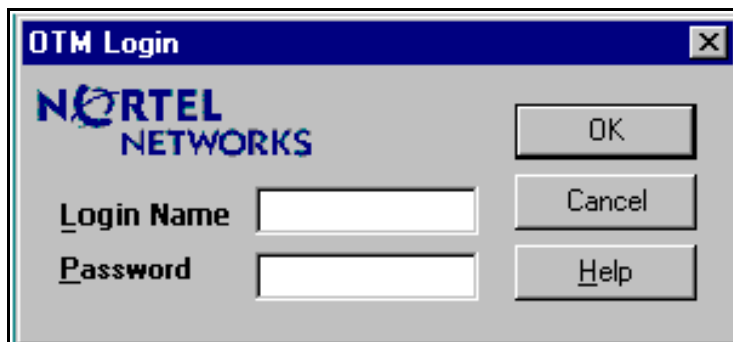 OTM Login
NORTEL
NETWORKS
OK
Login Name
Cancel
Password
Help